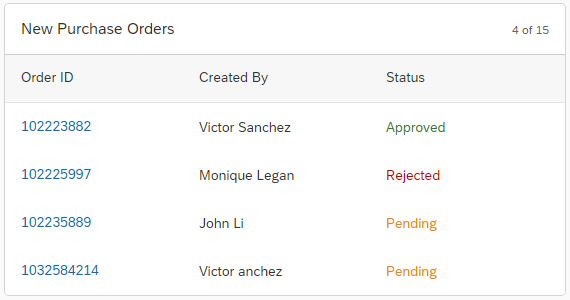 New Purchase Orders 4 of 15
Order ID Created By Status
102223882 Victor Sanchez Approved
102225997 Monique Legan Rejected
102235889 John Li Pending
1032584214 Victor anchez Pending